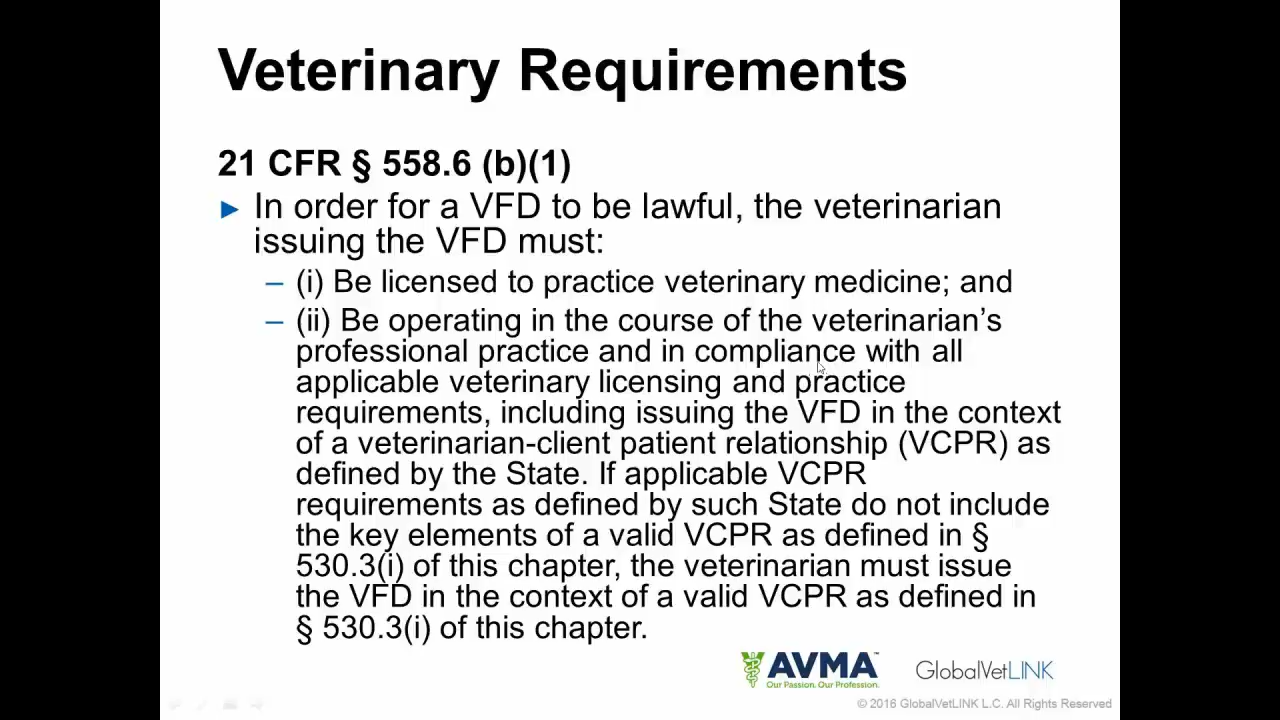 Veterinary Requirements
21 CFR § 558.6 (b)(1)
► In order for a VFD to be lawful, the veterinarian
issuing the VFD must:
– (i) Be licensed to practice veterinary medicine; and
– (ii) Be operating in the course of the veterinarian’s
professional practice and in compliance with all
applicable veterinary licensing and practice
requirements, including issuing the VFD in the context
of a veterinarian-client patient relationship (VCPR) as
defined by the State. If applicable VCPR
requirements as defined by such State do not include
the key elements of a valid VCPR as defined in §
530.3(i) of this chapter, the veterinarian must issue
the VFD in the context of a valid VCPR as defined in
§ 530.3(i) of this chapter.
AVMA™
Our Passion. Our Profession.
GlobalVetLINK
© 2016 GlobalVetLINK L.C. All Rights Reserved